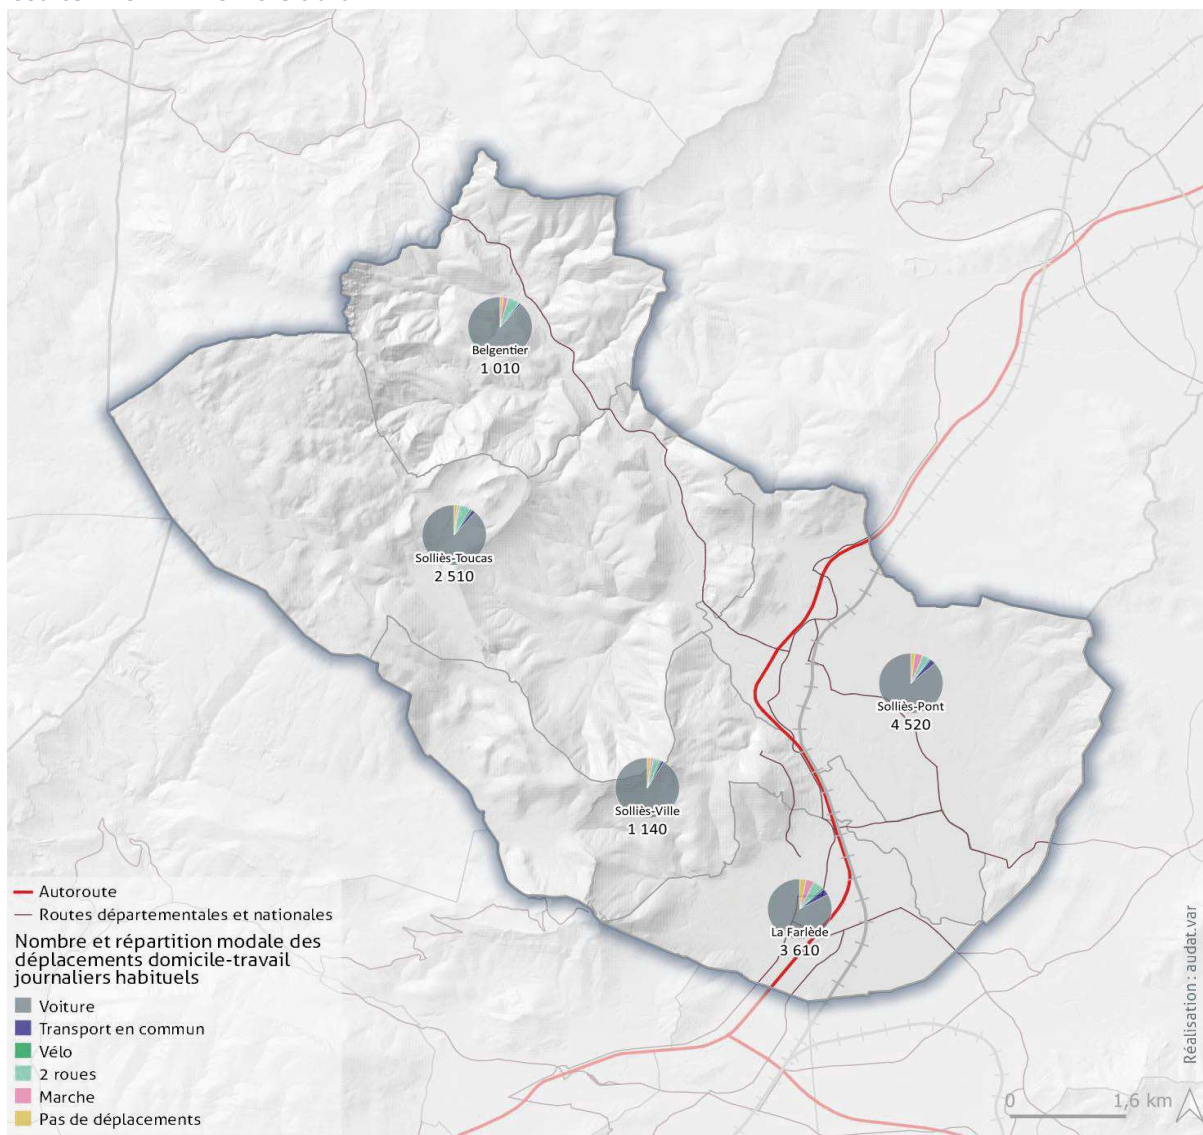 Belgentier
1 010
Solliès-Toucas
2 510
Solliès-Pont
4 520
Solliès-Ville
1 140
La Farlède
3 610
Autoroute
Routes départementales et nationales
Nombre et répartition modale des
déplacements domicile-travail
journaliers habituels
Voiture
Transport en commun
Vélo
2 roues
Marche
Pas de déplacements
0 1,6 km
Réalisation : audat.var